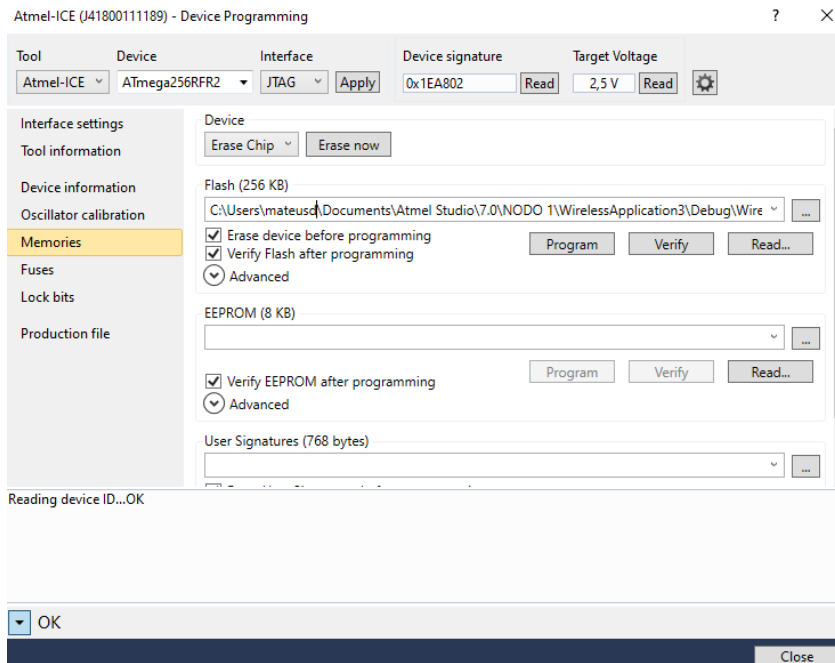 Atmel-ICE (J41800111189) - Device Programming
Tool Device Interface Device signature Target Voltage
Atmel-ICE ATmega256RFR2 JTAG Apply 0x1EA802 Read 2,5 V Read
Interface settings
Tool information
Device information
Oscillator calibration
Memories
Fuses
Lock bits
Production file
Device
Erase Chip Erase now
Flash (256 KB)
C:\Users\mateusd\Documents\Atmel Studio\7.0\NODO 1\WirelessApplication3\Debug\Wire ...
Erase device before programming
Verify Flash after programming
Program Verify Read...
Advanced
EEPROM (8 KB)
...
Program Verify Read...
Verify EEPROM after programming
Advanced
User Signatures (768 bytes)
...
Reading device ID...OK
OK
Close